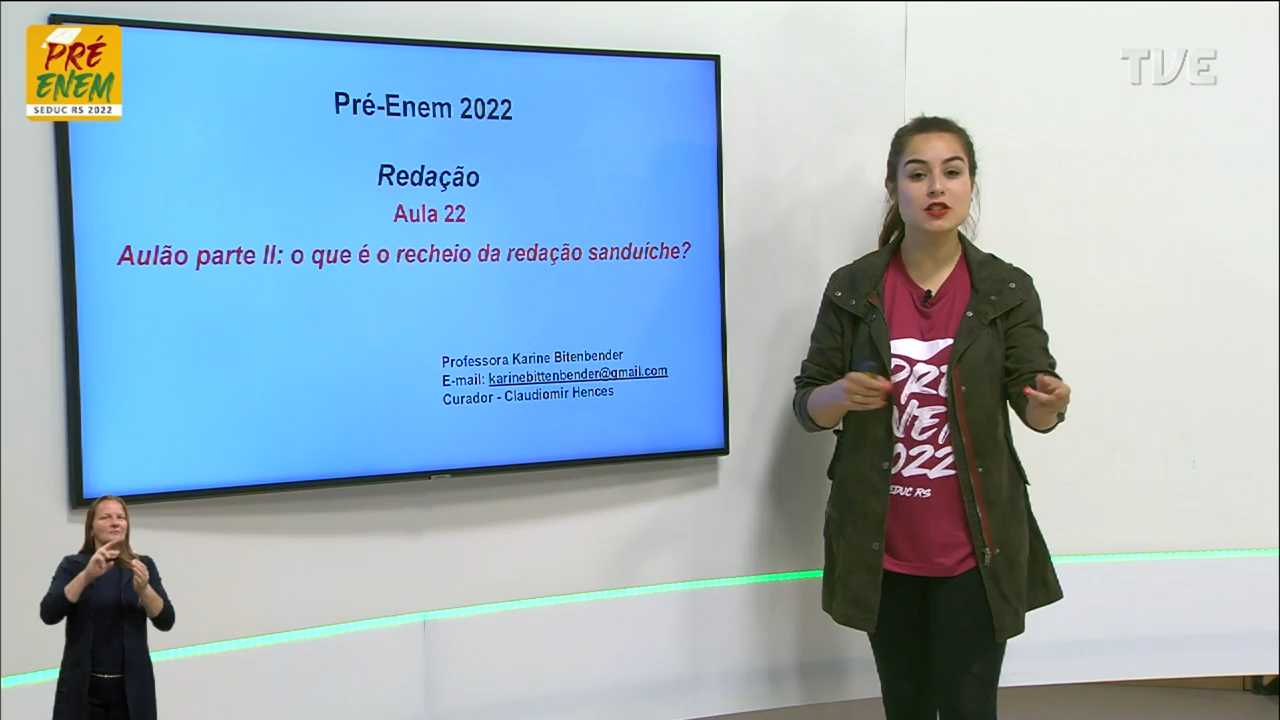 PRÉ
ENEM
SEDUC RS 2022
TVE
Pré-Enem 2022
Redação
Aula 22
Aulão parte II: o que é o recheio da redação sanduíche?
Professora Karine Bitenbender
E-mail: karinebittenbender@gmail.com
Curador - Claudiomir Hences
PRÉ
ENEM
2022
SEDUC RS